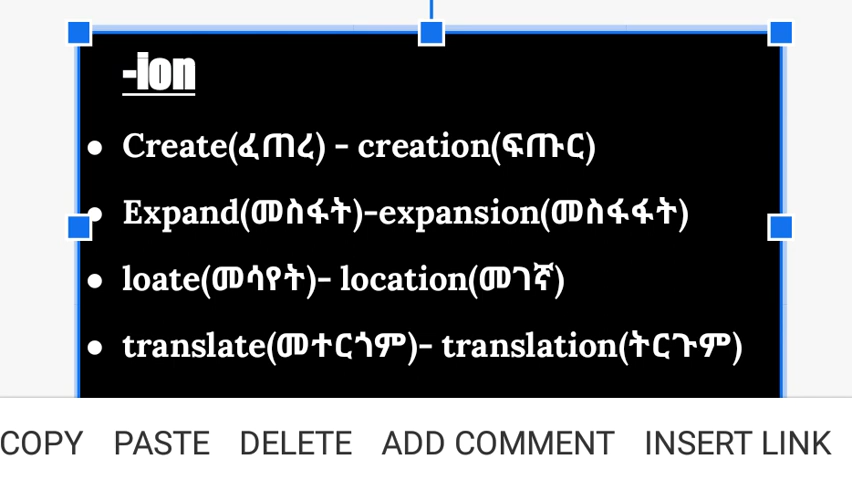 -ion
• Create(ፈጠረ) - creation(ፍጡር)
• Expand(መስፋት)-expansion(መስፋፋት)
• loate(መሳየት)- location(መገኛ)
• translate(መተርጎም)- translation(ትርጉም)
COPY PASTE DELETE ADD COMMENT INSERT LINK